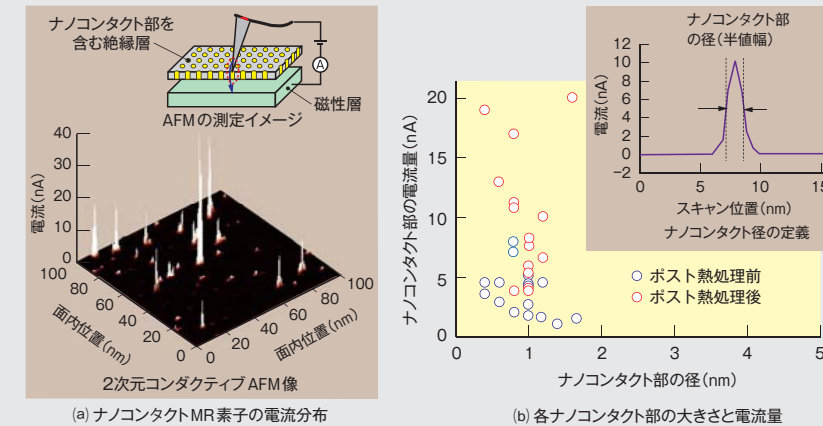 ナノコンタクト部を
含む絶縁層
A
磁性層
AFMの測定イメージ
電流(nA)
40
30
20
10
0
100
80
60
40
20
0
面内位置(nm)
0
20
40
60
80
100
面内位置(nm)
2次元コンダクティブAFM像
(a) ナノコンタクトMR素子の電流分布
ナノコンタクト部の電流量(nA)
20
15
10
5
0
0
1
2
3
4
5
ナノコンタクト部の径(nm)
ポスト熱処理前
ポスト熱処理後
ナノコンタクト部
の径(半値幅)
電流(nA)
12
10
8
6
4
2
0
−2
0
5
10
15
スキャン位置(nm)
ナノコンタクト径の定義
(b) 各ナノコンタクト部の大きさと電流量